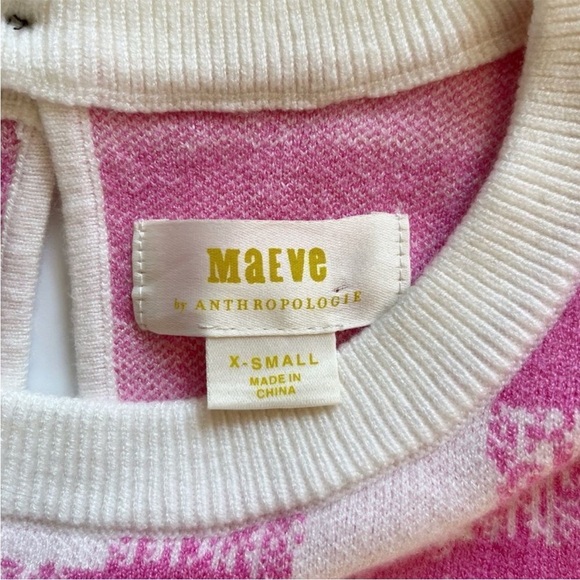 MaEve
by ANTHROPOLOGIE
X-SMALL
MADE IN
CHINA